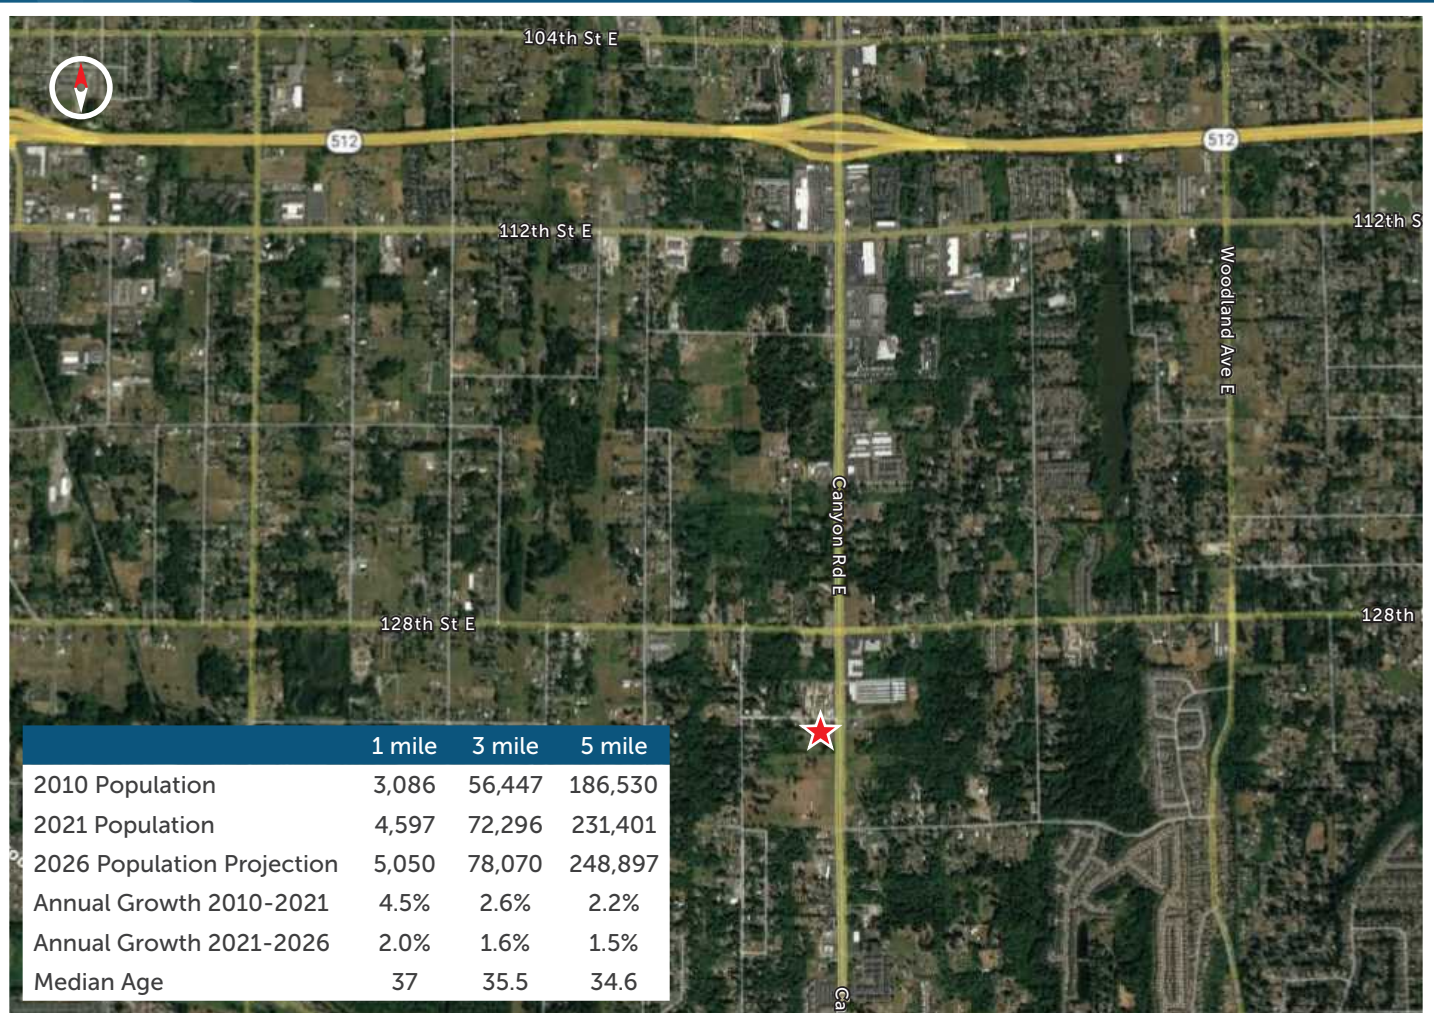 104th St E
512
512
112th St E
112th S
Woodland Ave E
Canyon Rd E
128th St E
128th
1 mile 3 mile 5 mile
2010 Population 3,086 56,447 186,530
2021 Population 4,597 72,296 231,401
2026 Population Projection 5,050 78,070 248,897
Annual Growth 2010-2021 4.5% 2.6% 2.2%
Annual Growth 2021-2026 2.0% 1.6% 1.5%
Median Age 37 35.5 34.6
Ca